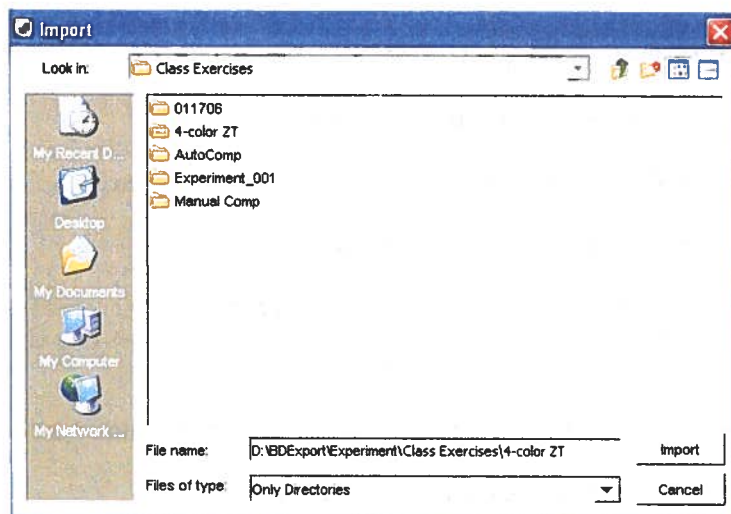 Import
Look in: Class Exercises
My Recent D...
Desktop
My Documents
My Computer
My Network ...
011706
4-color ZT
AutoComp
Experiment_001
Manual Comp
File name: D:\BDExport\Experiment\Class Exercises\4-color ZT Import
Files of type: Only Directories Cancel